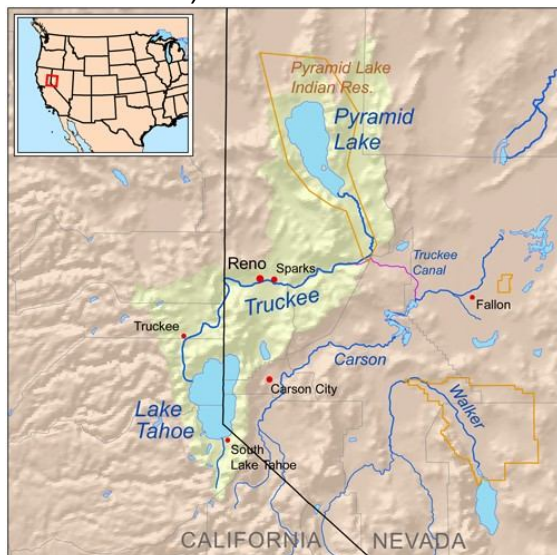 Pyramid Lake
Indian Res.
Pyramid
Lake
Reno
Sparks
Truckee
Canal
Truckee
Fallon
Truckee
Carson
Carson City
Walker
Lake
Tahoe
South
Lake Tahoe
CALIFORNIA
NEVADA